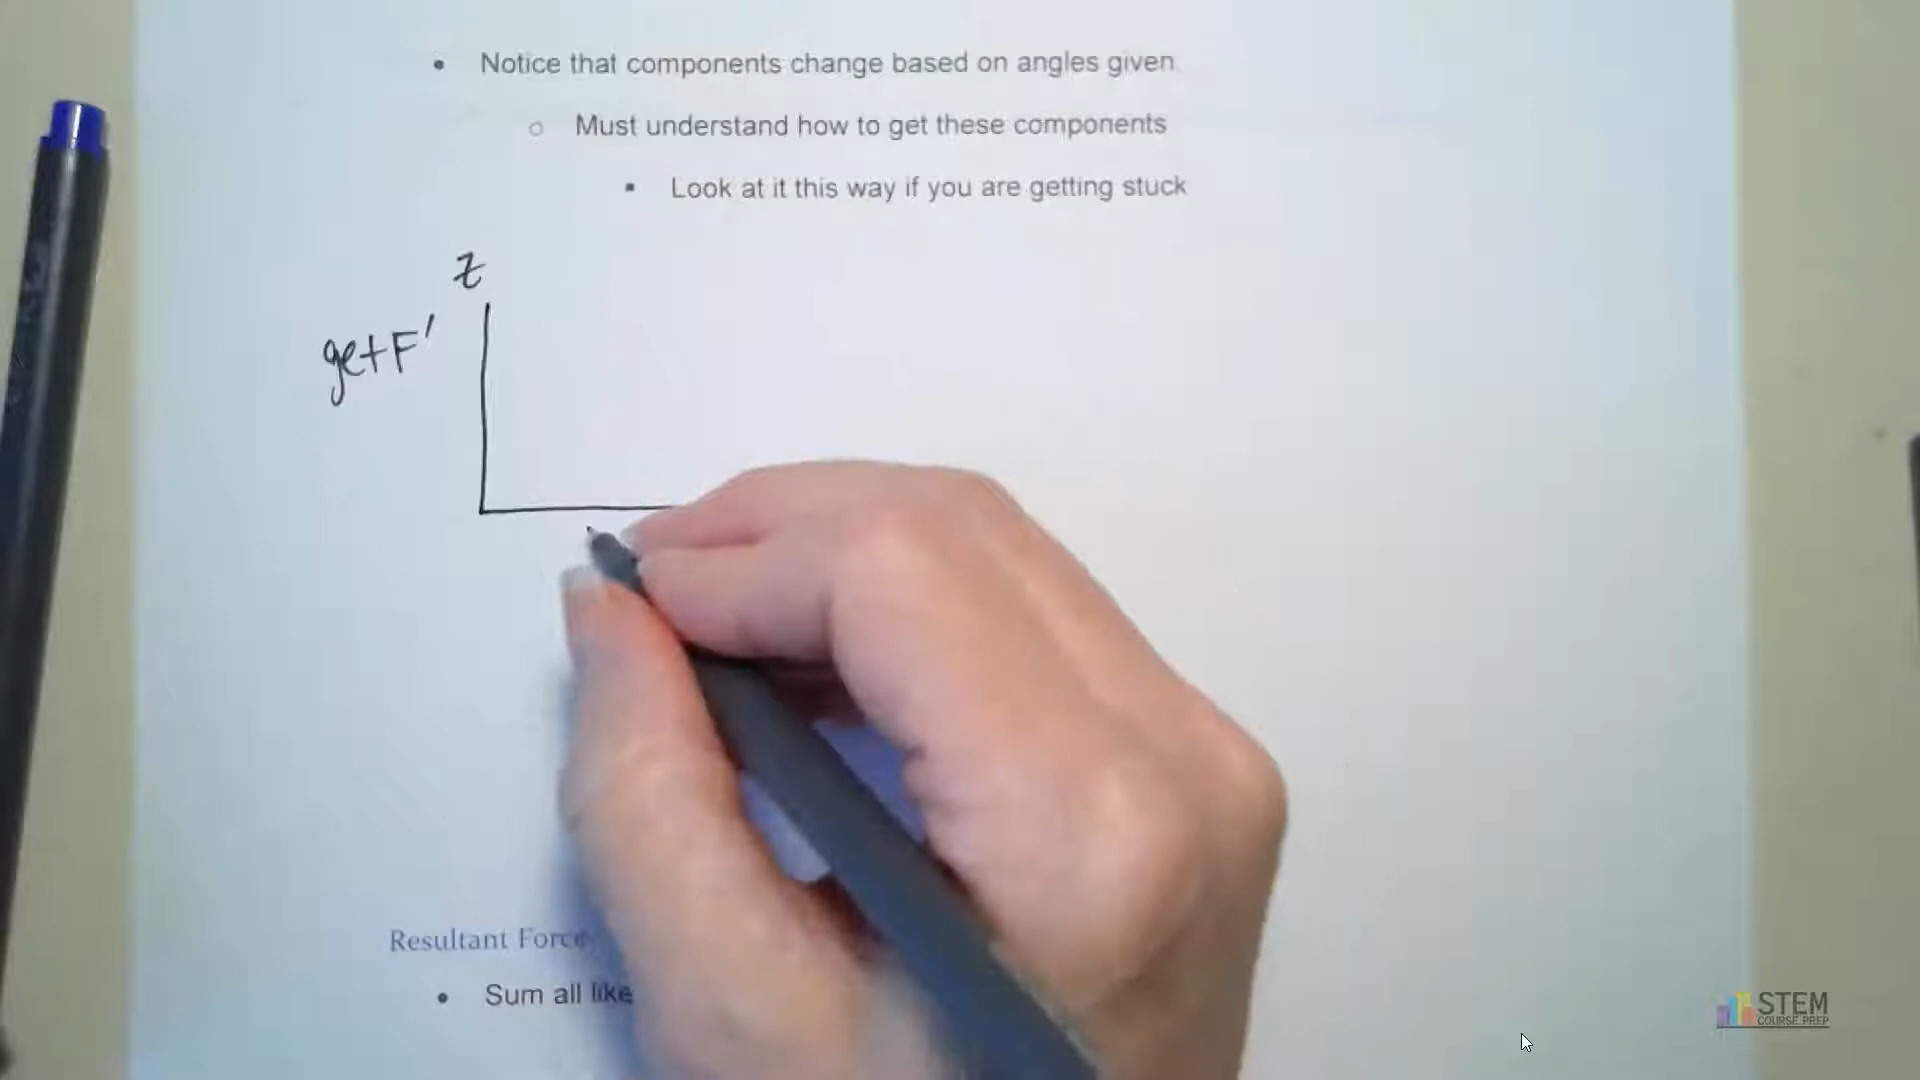 Notice that components change based on angles given
Must understand how to get these components
Look at it this way if you are getting stuck
z
get F'
Resultant Force
Sum all like
STEM
COURSE PREP